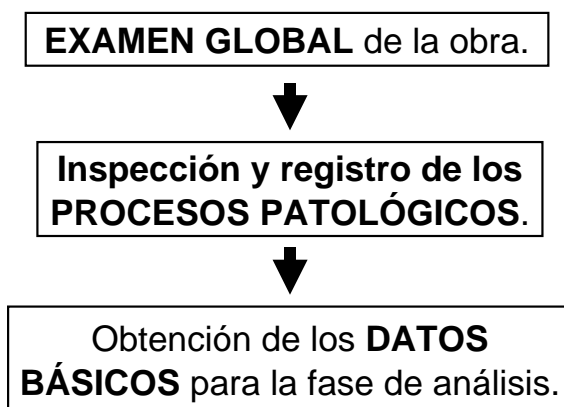 EXAMEN GLOBAL de la obra.
Inspección y registro de los
PROCESOS PATOLÓGICOS.
Obtención de los DATOS
BÁSICOS para la fase de análisis.